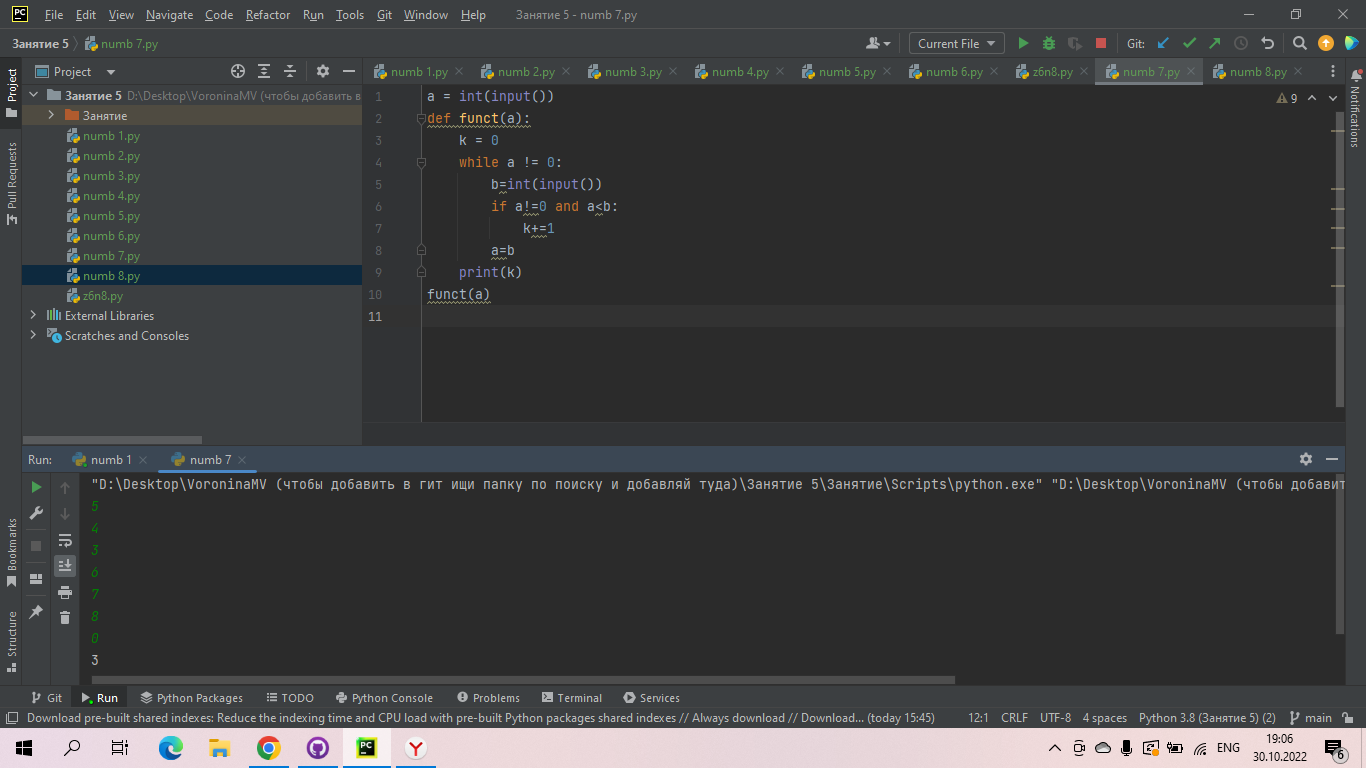 PC File Edit View Navigate Code Refactor Run Tools Git Window Help Занятие 5 - numb 7.py
Занятие 5 numb 7.py Current File Git:
Project numb 1.py numb 2.py numb 3.py numb 4.py numb 5.py numb 6.py z6n8.py numb 7.py numb 8.py
Project
Pull Requests
Bookmarks
Structure
Notifications
Занятие 5 D:\Desktop\VoroninaMV (чтобы добавить в
Занятие
numb 1.py
numb 2.py
numb 3.py
numb 4.py
numb 5.py
numb 6.py
numb 7.py
numb 8.py
z6n8.py
External Libraries
Scratches and Consoles
9
1 a = int(input())
2 def funct(a):
3 k = 0
4 while a != 0:
5 b=int(input())
6 if a!=0 and a<b:
7 k+=1
8 a=b
9 print(k)
10 funct(a)
11
Run: numb 1 numb 7
"D:\Desktop\VoroninaMV (чтобы добавить в гит ищи папку по поиску и добавляй туда)\Занятие 5\Занятие\Scripts\python.exe" "D:\Desktop\VoroninaMV (чтобы добавит
5
4
3
6
7
8
0
3
Git Run Python Packages TODO Python Console Problems Terminal Services
Download pre-built shared indexes: Reduce the indexing time and CPU load with pre-built Python packages shared indexes // Always download // Download... (today 15:45) 12:1 CRLF UTF-8 4 spaces Python 3.8 (Занятие 5) (2) main
PC Y ENG 19:06
30.10.2022 6